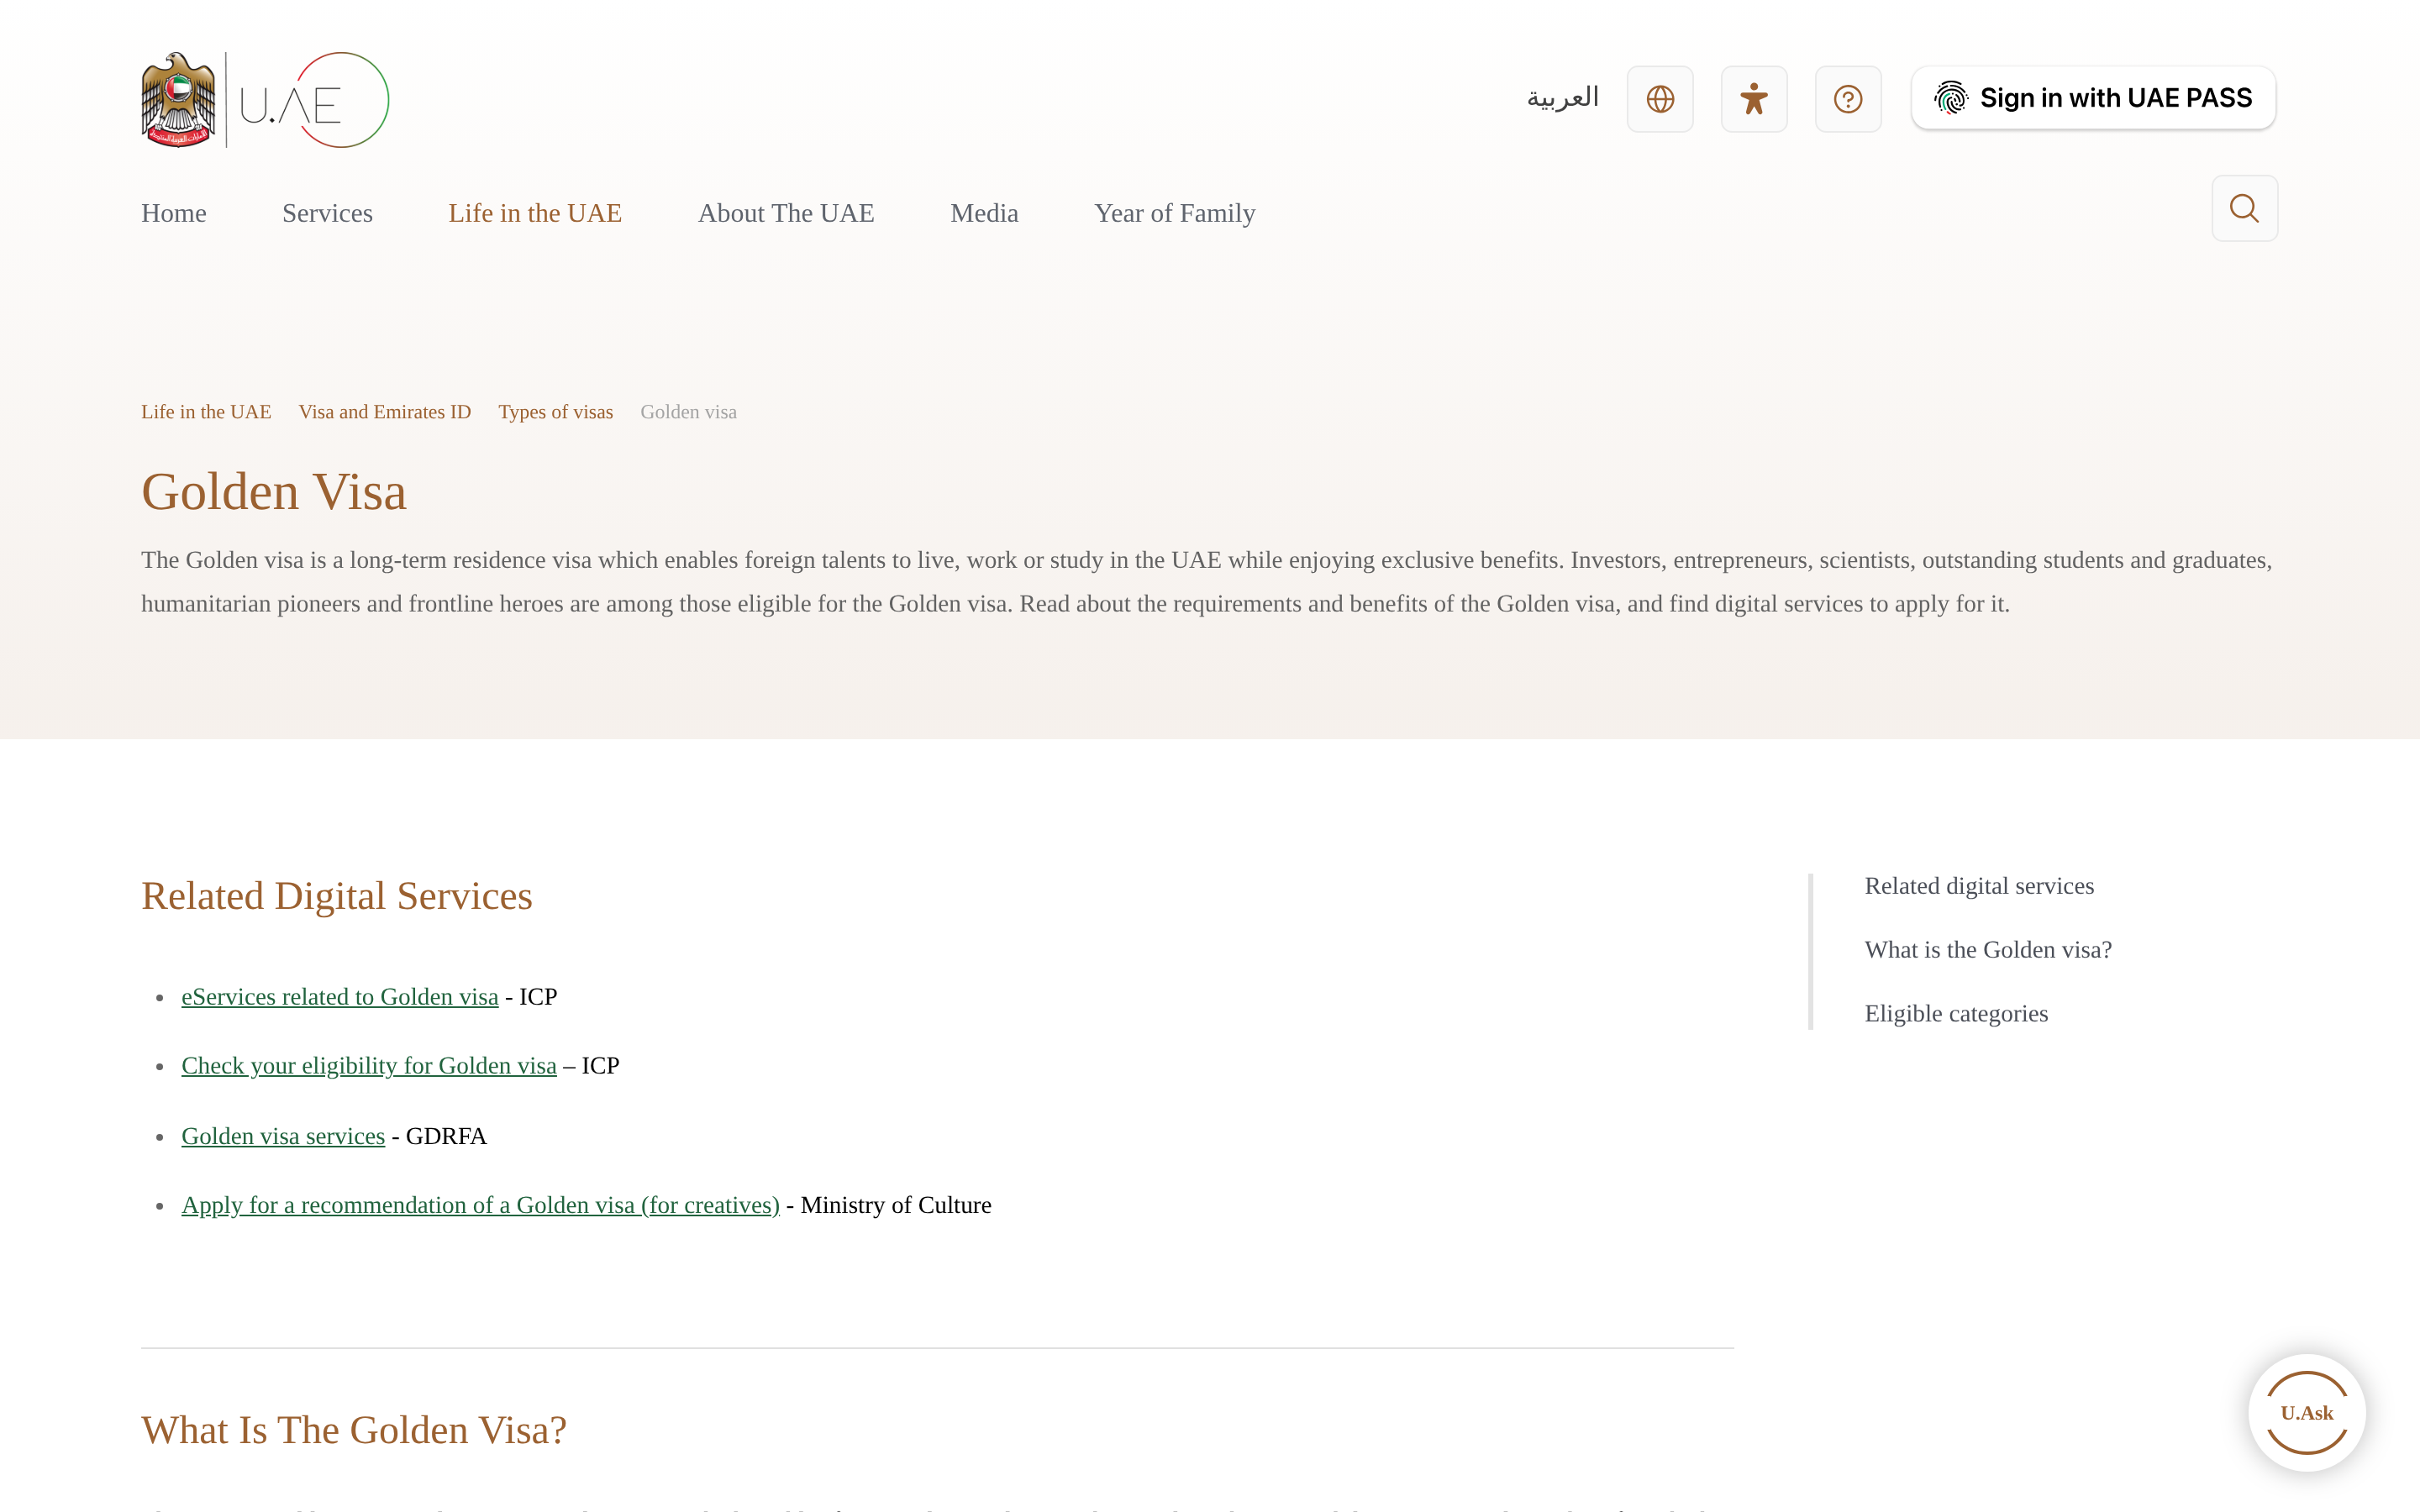 U.AE
العربية
Sign in with UAE PASS
Home
Services
Life in the UAE
About The UAE
Media
Year of Family
Life in the UAE
Visa and Emirates ID
Types of visas
Golden visa
Golden Visa
The Golden visa is a long-term residence visa which enables foreign talents to live, work or study in the UAE while enjoying exclusive benefits. Investors, entrepreneurs, scientists, outstanding students and graduates,
humanitarian pioneers and frontline heroes are among those eligible for the Golden visa. Read about the requirements and benefits of the Golden visa, and find digital services to apply for it.
Related Digital Services
eServices related to Golden visa - ICP
Check your eligibility for Golden visa – ICP
Golden visa services - GDRFA
Apply for a recommendation of a Golden visa (for creatives) - Ministry of Culture
Related digital services
What is the Golden visa?
Eligible categories
What Is The Golden Visa?
U.Ask